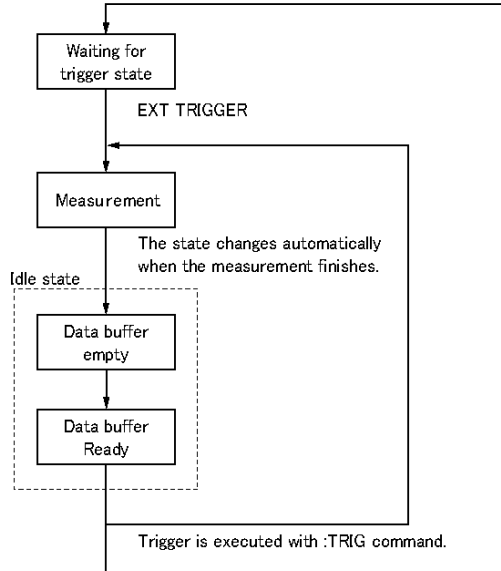 Waiting for
trigger state
EXT TRIGGER
Measurement
The state changes automatically
when the measurement finishes.
Idle state
Data buffer
empty
Data buffer
Ready
Trigger is executed with :TRIG command.